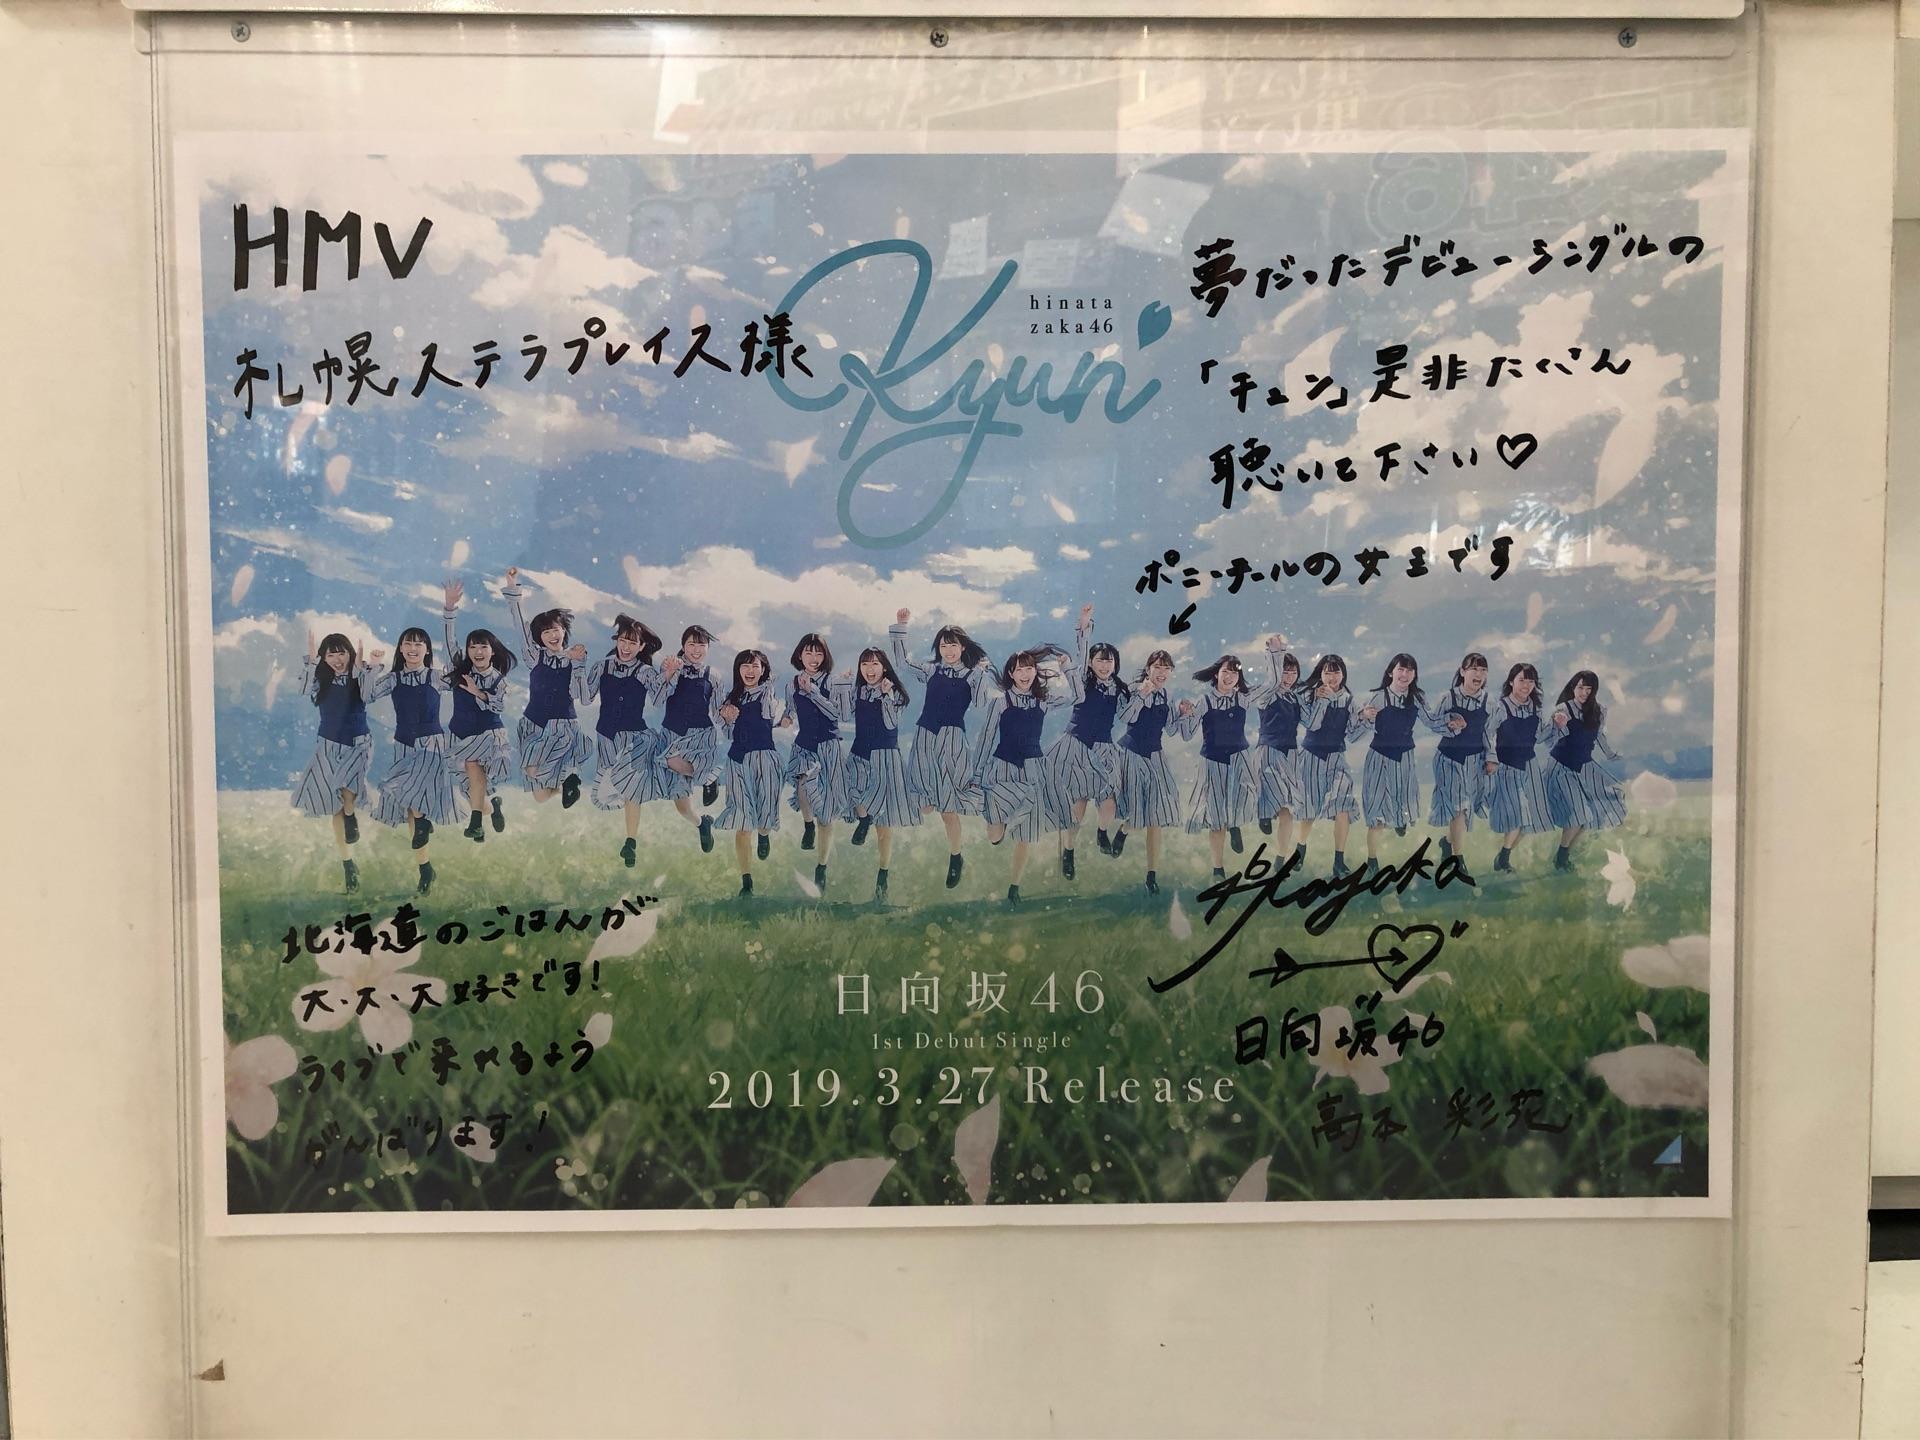 HMV
札幌ステラプレイス様
Kyun
hinata
zaka46
夢だったデビューシングルの
「キュン」是非たくさん
聴いて下さい♡
ポニーテールの女王です
↙
北海道のごはんが
大・大・大好きです!
ライブで来れるよう
がんばります!
Ayaka
日向坂46
高本 彩花
日向坂46
1st Debut Single
2019.3.27 Release